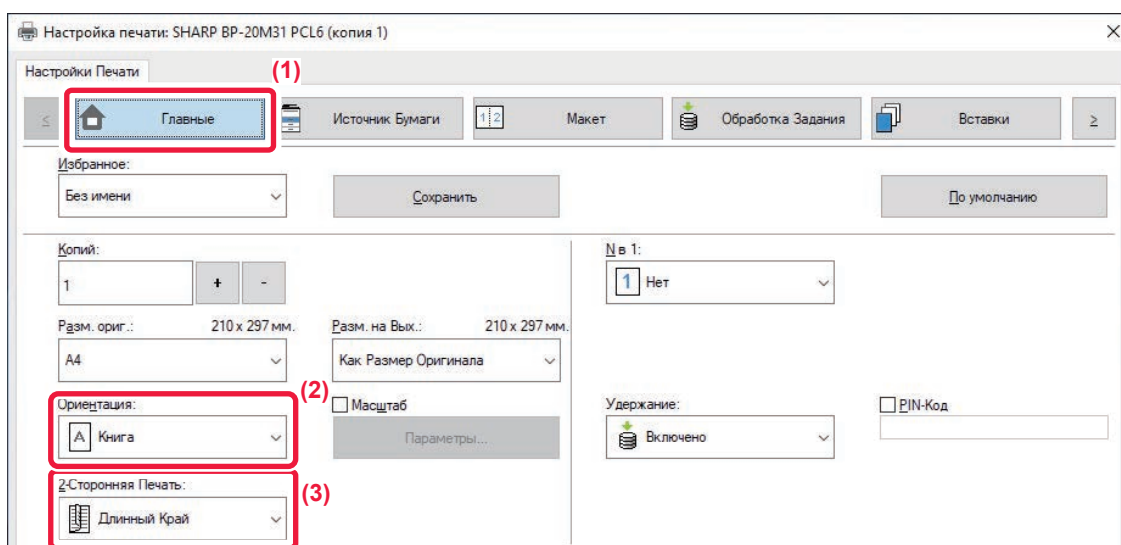 Настройка печати: SHARP BP-20M31 PCL6 (копия 1)
Настройки Печати
(1)
< Главные Источник Бумаги 1 2 Макет Обработка Задания Вставки >
Избранное:
Без имени Сохранить По умолчанию
Копий: N в 1:
1 + - 1 Нет
Разм. ориг.: 210 x 297 мм. Разм. на Вых.: 210 x 297 мм.
A4 Как Размер Оригинала
(2)
Ориентация: Масштаб Удержание: PIN-Код
A Книга Параметры... Включено
2-Сторонняя Печать:
(3)
Длинный Край